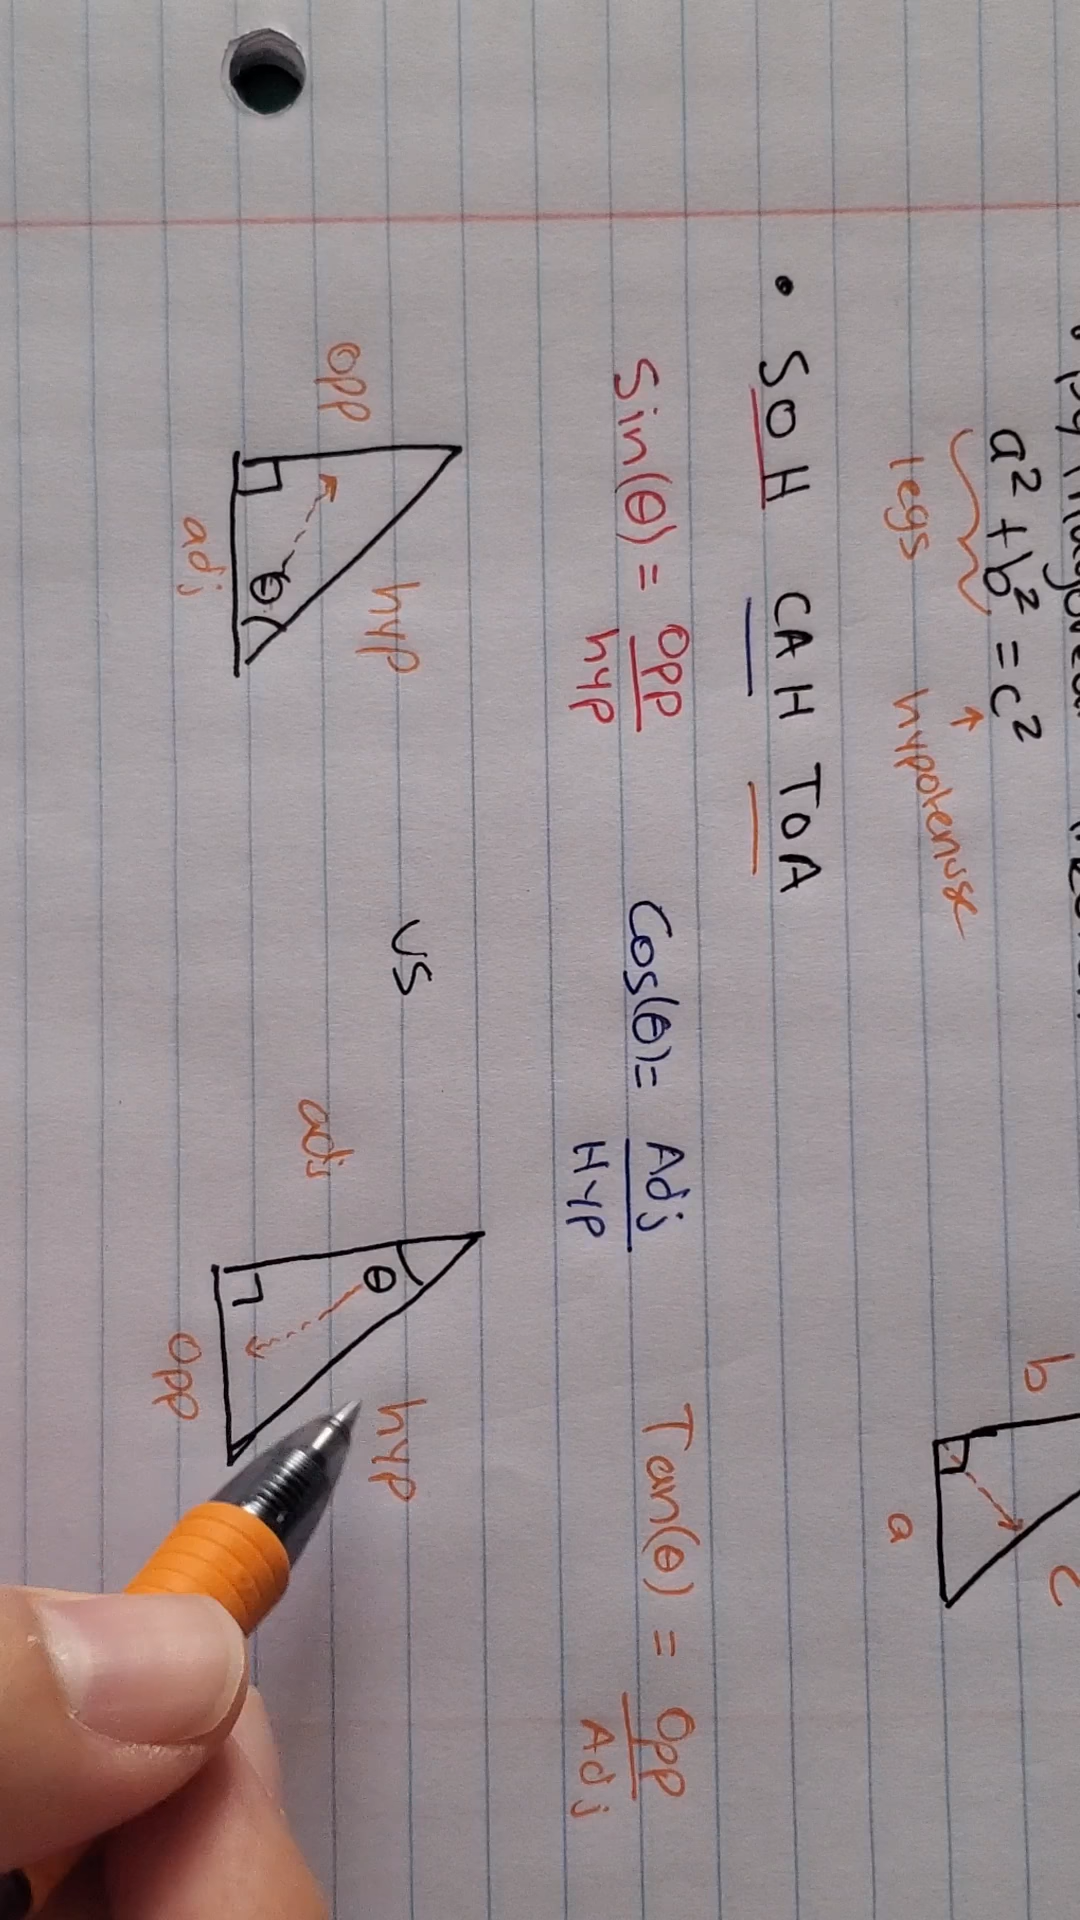 a² + b² = c²
legs hypotenuse
b
a
c
• SOH CAH TOA
Sin(θ) = Opp/hyp Cos(θ) = Adj/Hyp Tan(θ) = Opp/Adj
opp hyp
θ
adj
vs
adj hyp
θ
opp